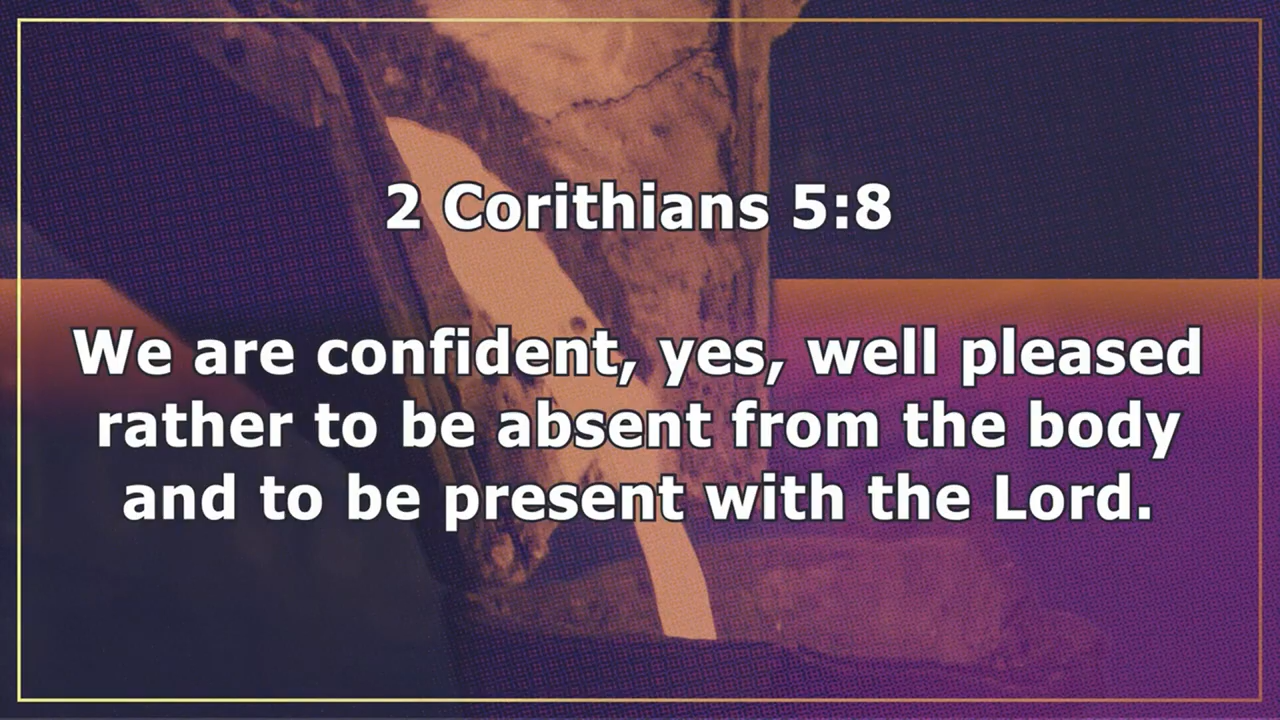 2 Corithians 5:8
We are confident, yes, well pleased
rather to be absent from the body
and to be present with the Lord.